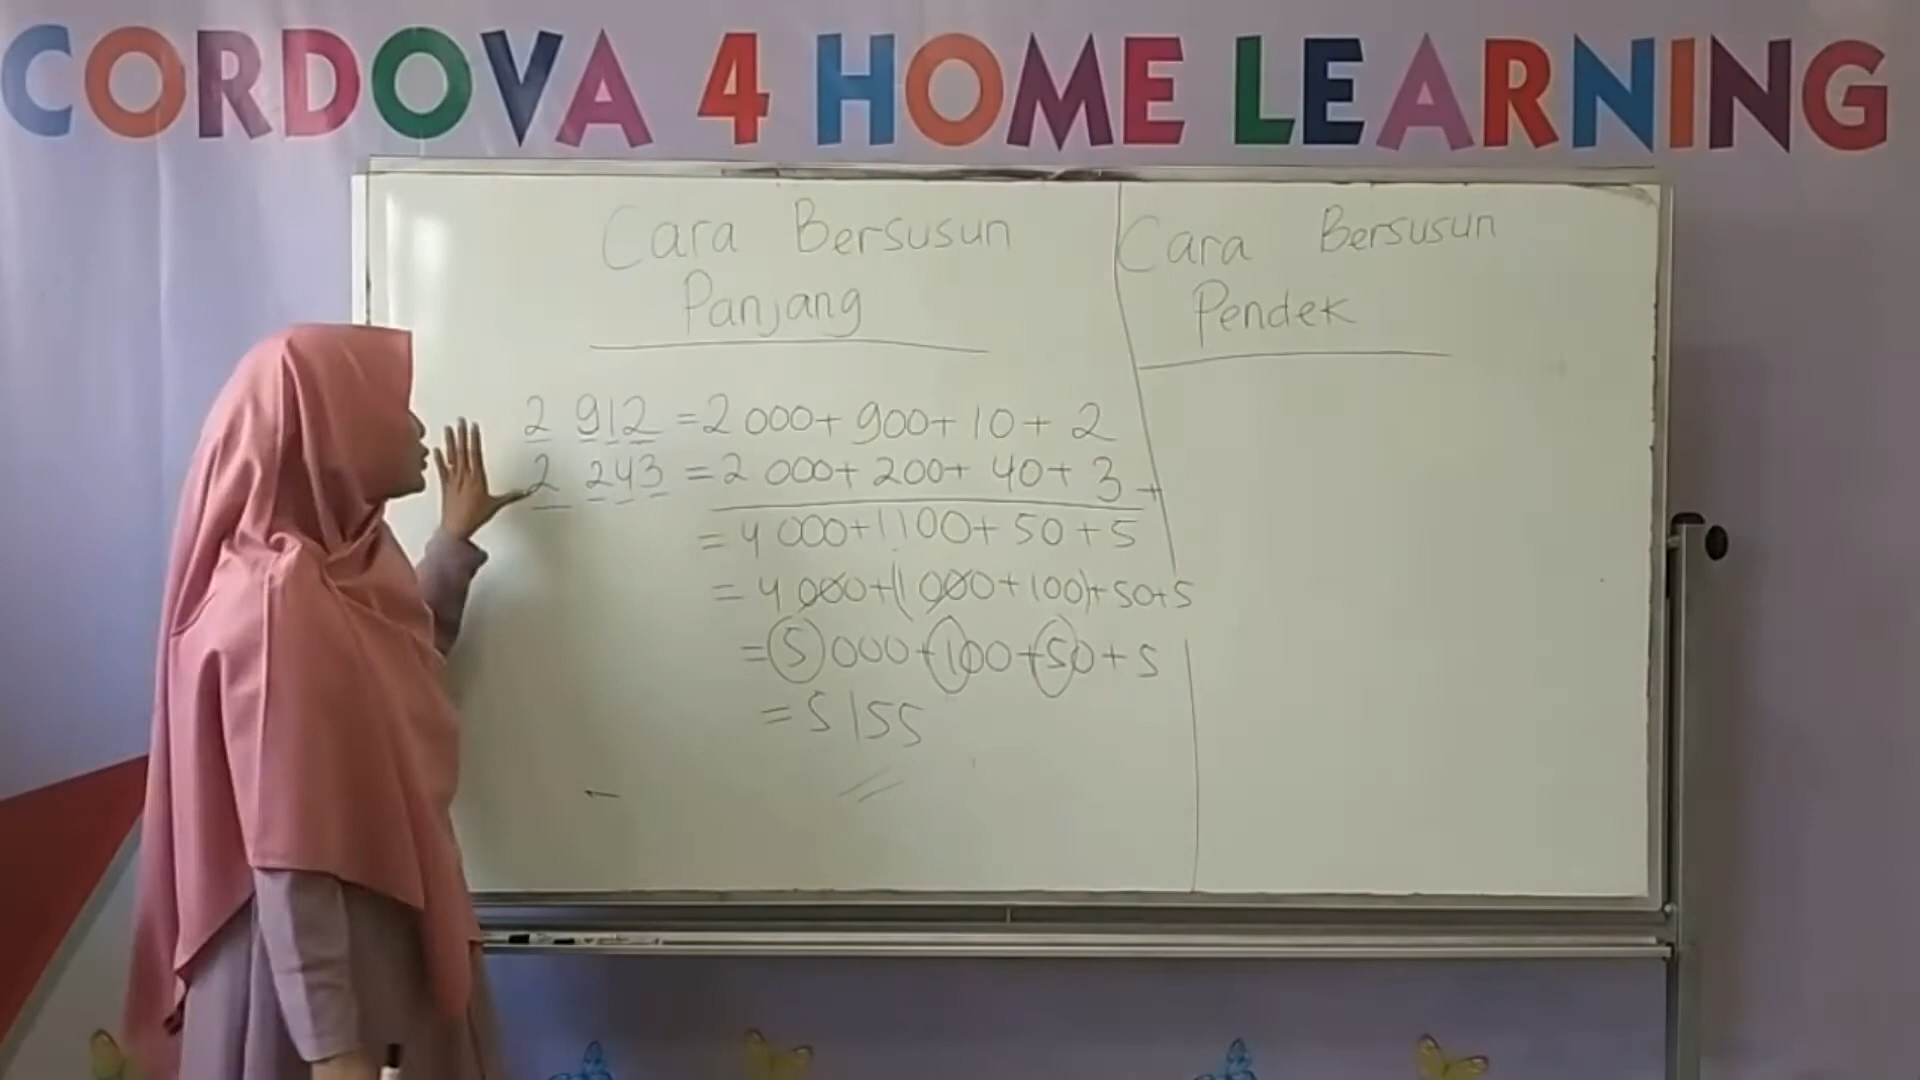 CORDOVA 4 HOME LEARNING
Cara Bersusun
Panjang
2 912 = 2 000 + 900 + 10 + 2
2 243 = 2 000 + 200 + 40 + 3 +
= 4 000 + 1 100 + 50 + 5
= 4 000 + (1 000 + 100) + 50 + 5
= 5 000 + 100 + 50 + 5
= 5 155
Cara Bersusun
Pendek